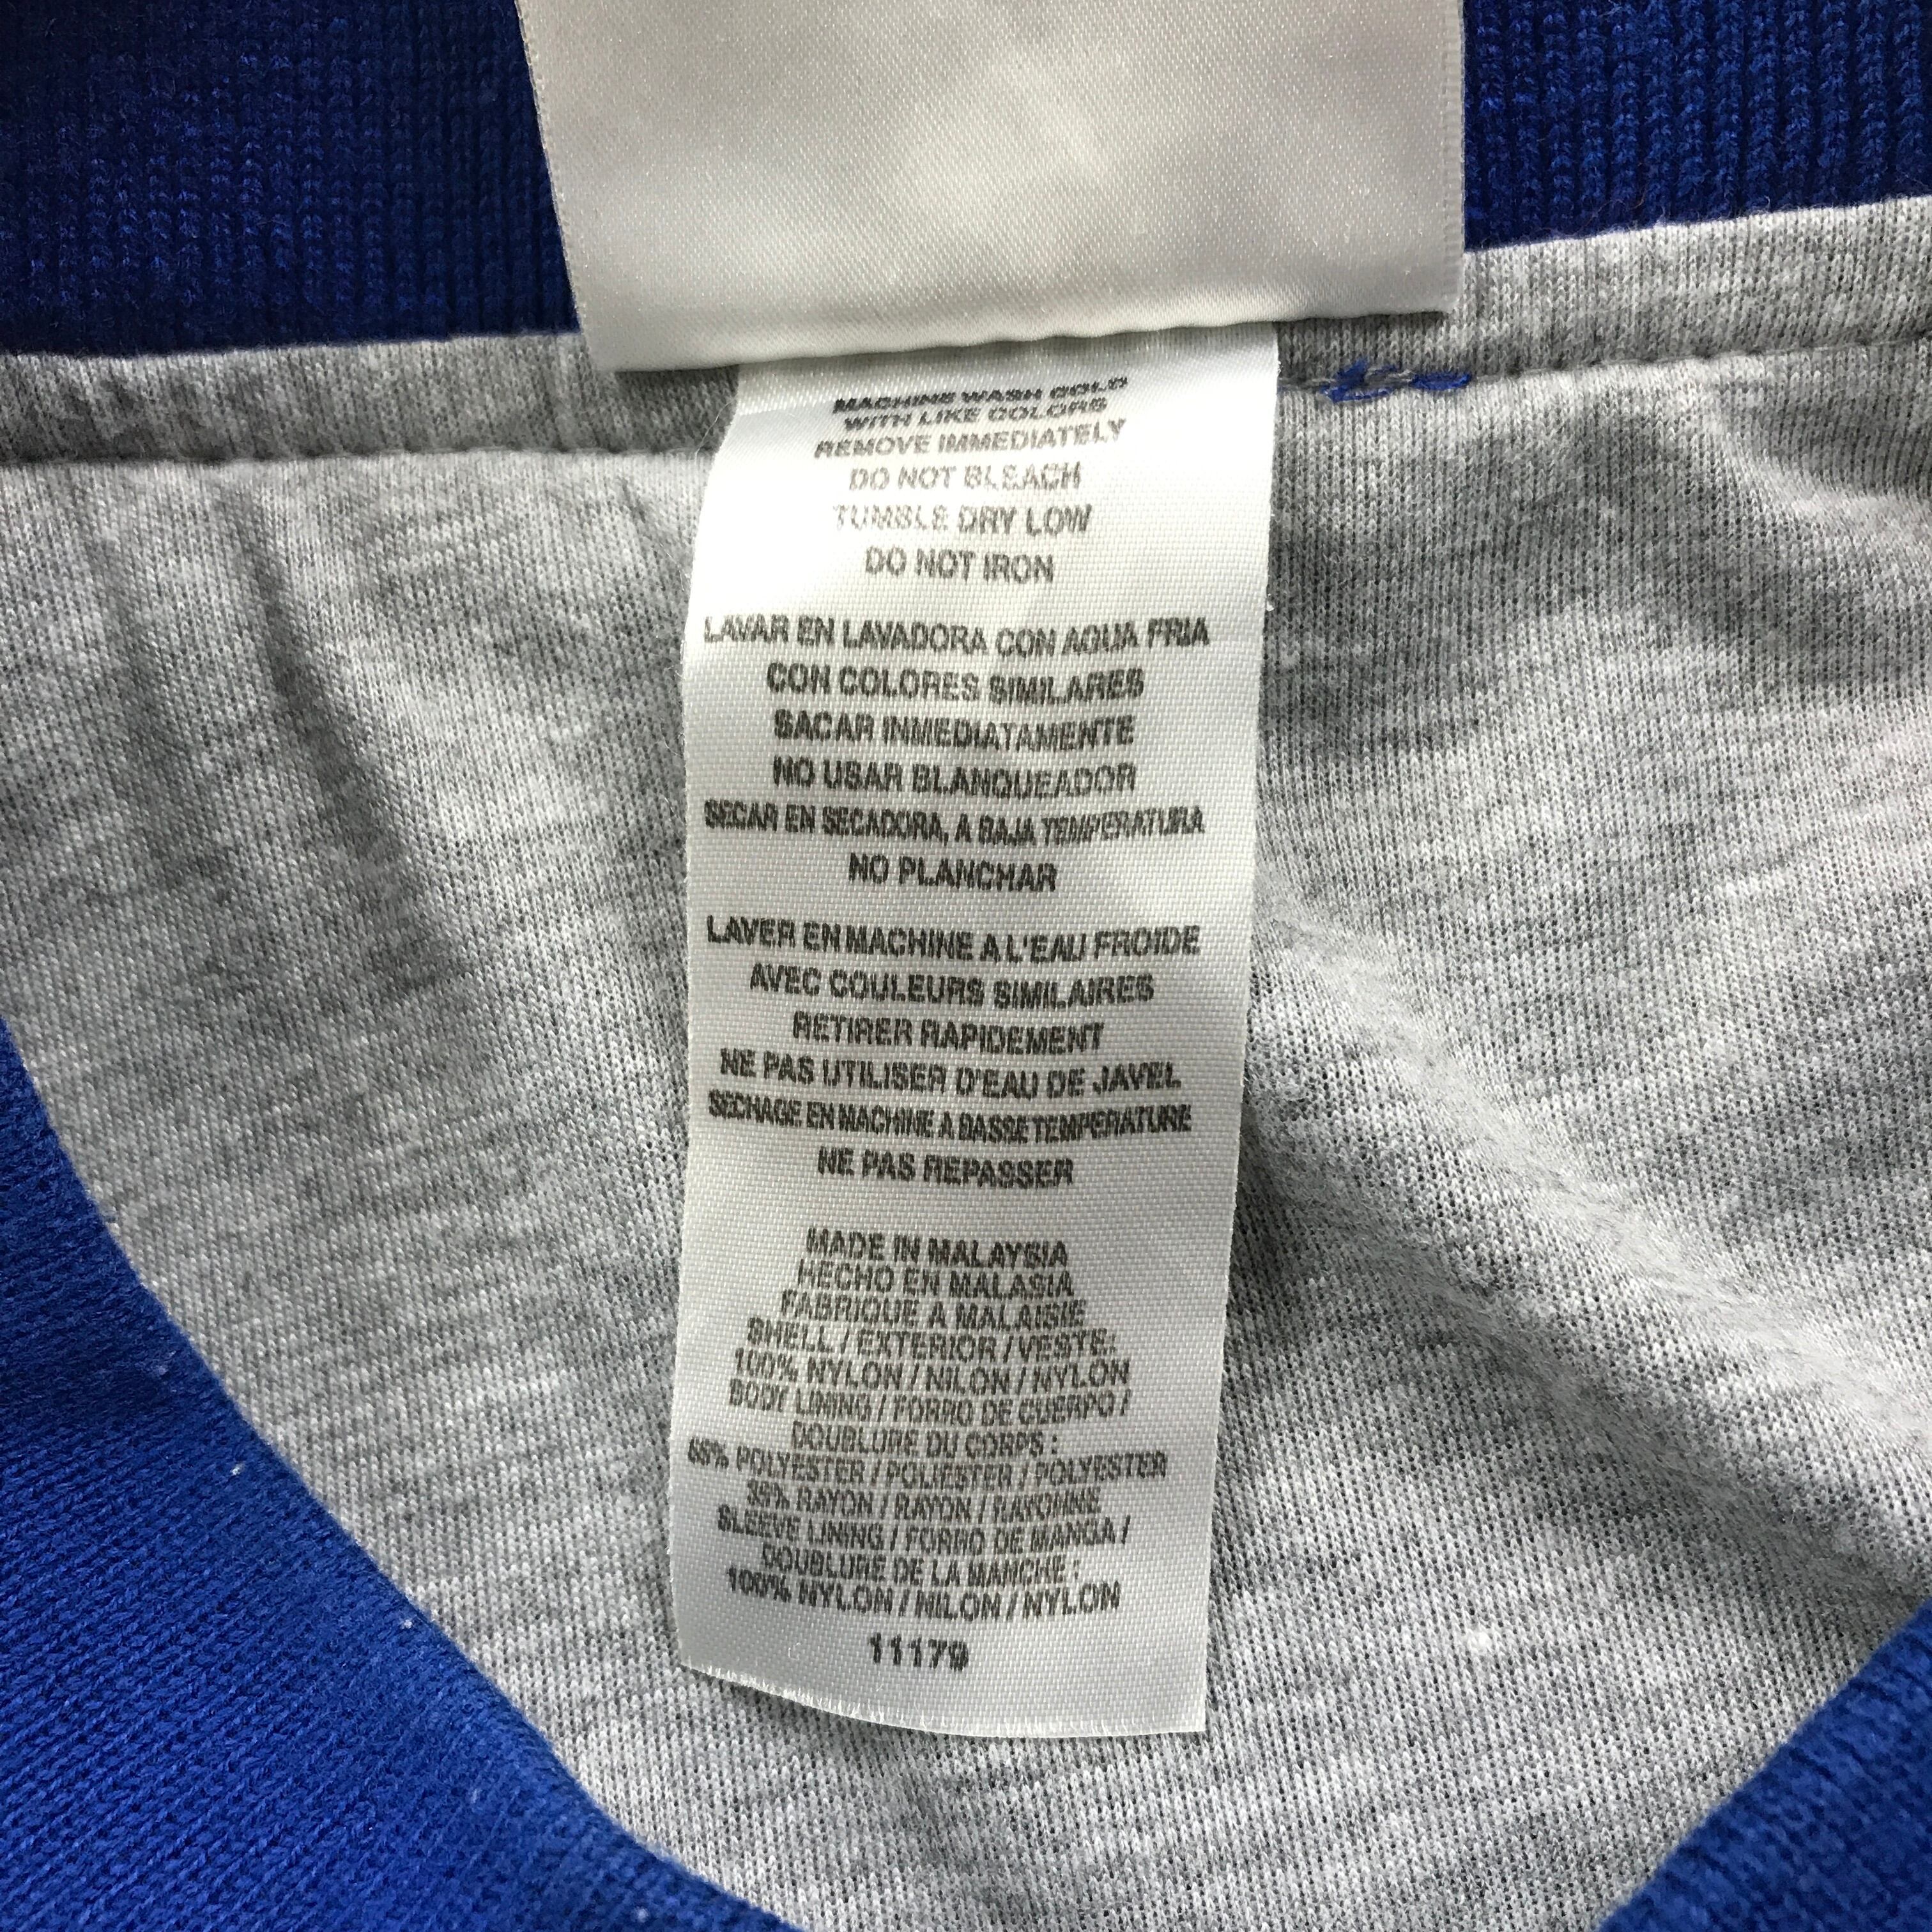 MACHINE WASH COLD
WITH LIKE COLORS
REMOVE IMMEDIATELY
DO NOT BLEACH
TUMBLE DRY LOW
DO NOT IRON
LAVAR EN LAVADORA CON AGUA FRIA
CON COLORES SIMILARES
SACAR INMEDIATAMENTE
NO USAR BLANQUEADOR
SECAR EN SECADORA, A BAJA TEMPERATURA
NO PLANCHAR
LAVER EN MACHINE A L'EAU FROIDE
AVEC COULEURS SIMILAIRES
RETIRER RAPIDEMENT
NE PAS UTILISER D'EAU DE JAVEL
SECHAGE EN MACHINE A BASSE TEMPERATURE
NE PAS REPASSER
MADE IN MALAYSIA
HECHO EN MALASIA
FABRIQUE A MALAISIE
SHELL / EXTERIOR / VESTE:
100% NYLON / NILON / NYLON
BODY LINING / FORRO DE CUERPO /
DOUBLURE DU CORPS :
POLYESTER / POLIESTER / POLYESTER
RAYON / RAYON / RAYONNE
SLEEVE LINING / FORRO DE MANGA /
DOUBLURE DE LA MANCHE :
100% NYLON / NILON / NYLON
11179